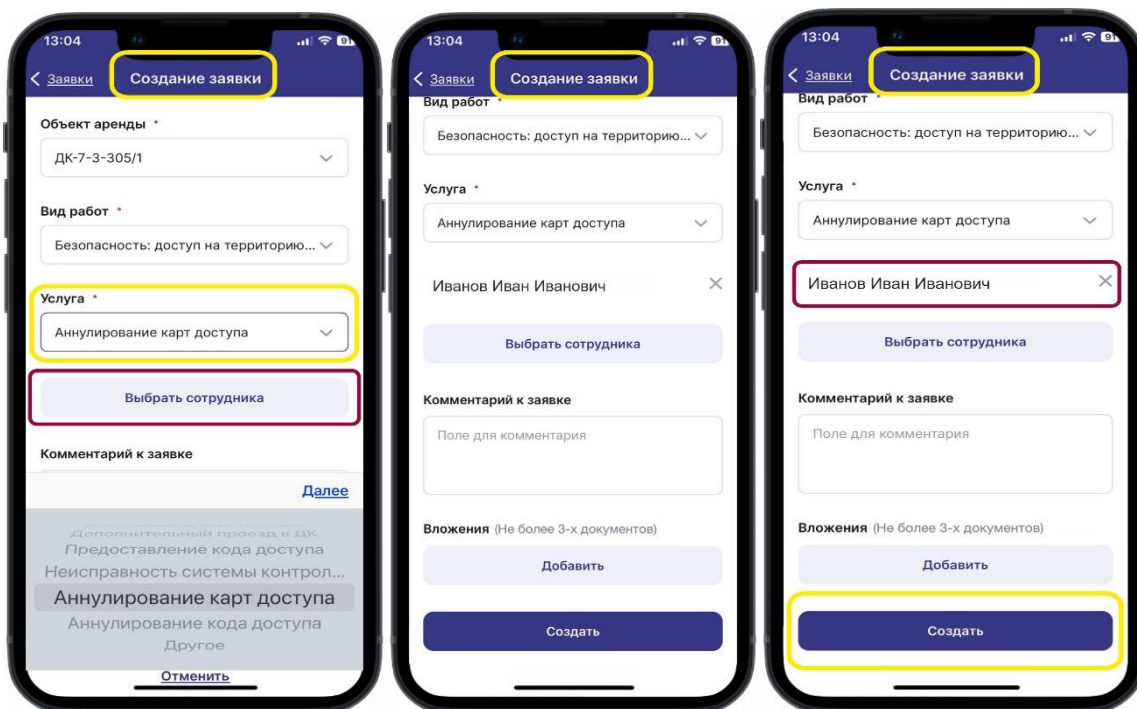 13:04
< Заявки
Создание заявки
Объект аренды *
ДК-7-3-305/1
Вид работ *
Безопасность: доступ на территорию...
Услуга *
Аннулирование карт доступа
Выбрать сотрудника
Комментарий к заявке
Далее
Дополнительный проезд в ДК
Предоставление кода доступа
Неисправность системы контрол...
Аннулирование карт доступа
Аннулирование кода доступа
Другое
Отменить
13:04
< Заявки
Создание заявки
Вид работ *
Безопасность: доступ на территорию...
Услуга *
Аннулирование карт доступа
Иванов Иван Иванович
Выбрать сотрудника
Комментарий к заявке
Поле для комментария
Вложения (Не более 3-х документов)
Добавить
Создать
13:04
< Заявки
Создание заявки
Вид работ *
Безопасность: доступ на территорию...
Услуга *
Аннулирование карт доступа
Иванов Иван Иванович
Выбрать сотрудника
Комментарий к заявке
Поле для комментария
Вложения (Не более 3-х документов)
Добавить
Создать